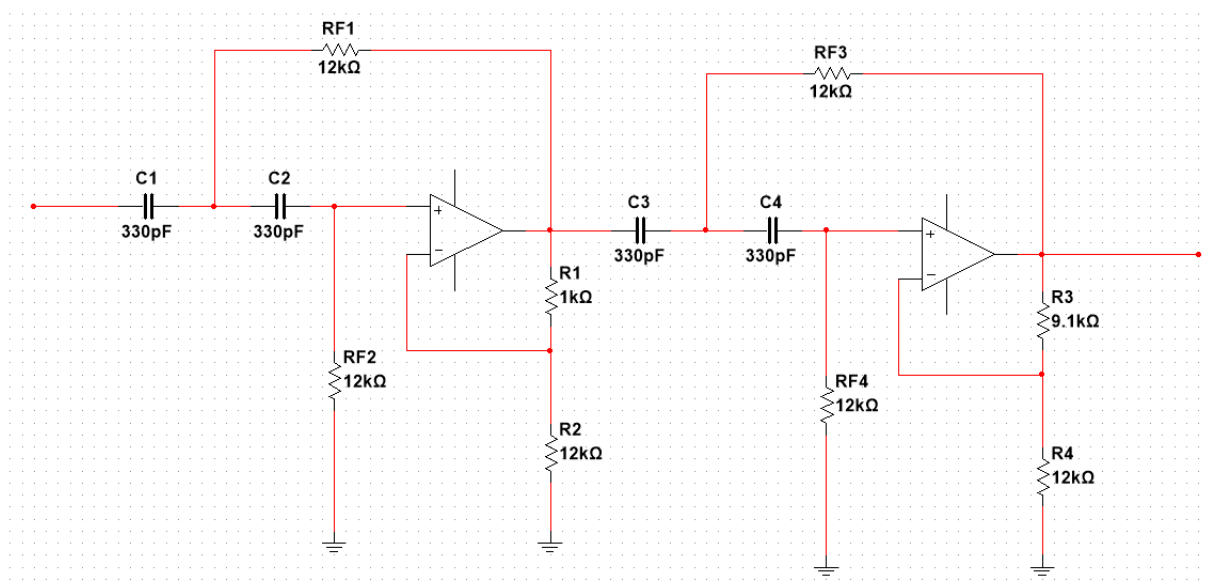 RF1
12kΩ
RF3
12kΩ
C1
330pF
C2
330pF
+
−
C3
330pF
C4
330pF
+
−
R1
1kΩ
R3
9.1kΩ
RF2
12kΩ
RF4
12kΩ
R2
12kΩ
R4
12kΩ